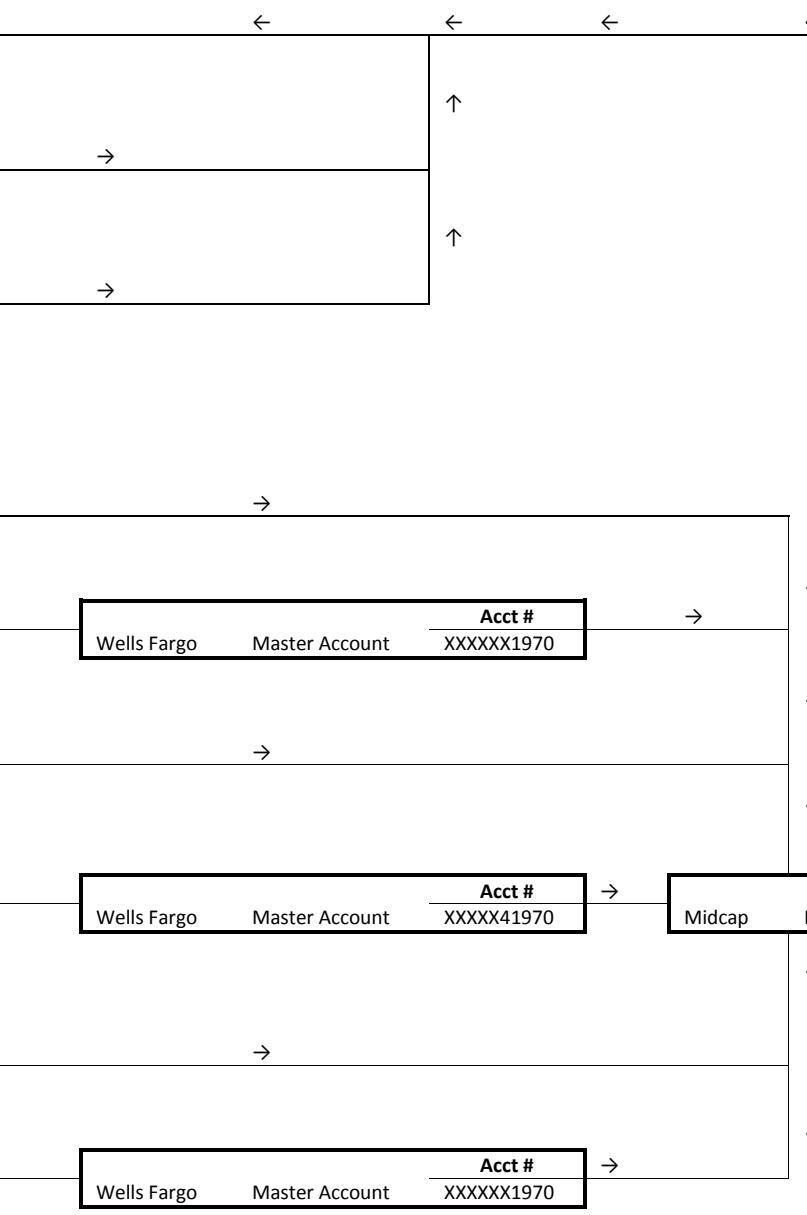 ←	←	←
↑
→
↑
→
→
Acct #	→
Wells Fargo	Master Account	XXXXXX1970
→
Acct #	→
Wells Fargo	Master Account	XXXXX41970	Midcap
→
Acct #	→
Wells Fargo	Master Account	XXXXXX1970